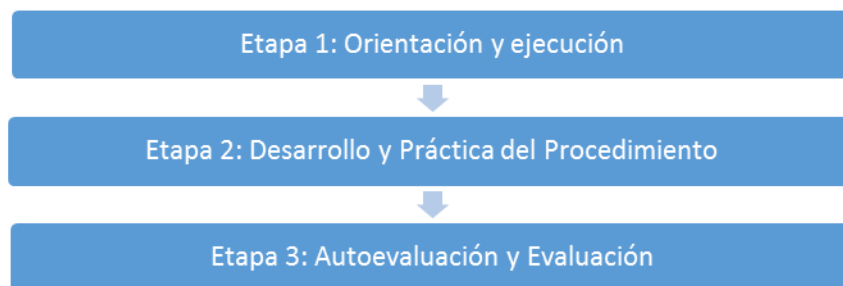 Etapa 1: Orientación y ejecución
Etapa 2: Desarrollo y Práctica del Procedimiento
Etapa 3: Autoevaluación y Evaluación